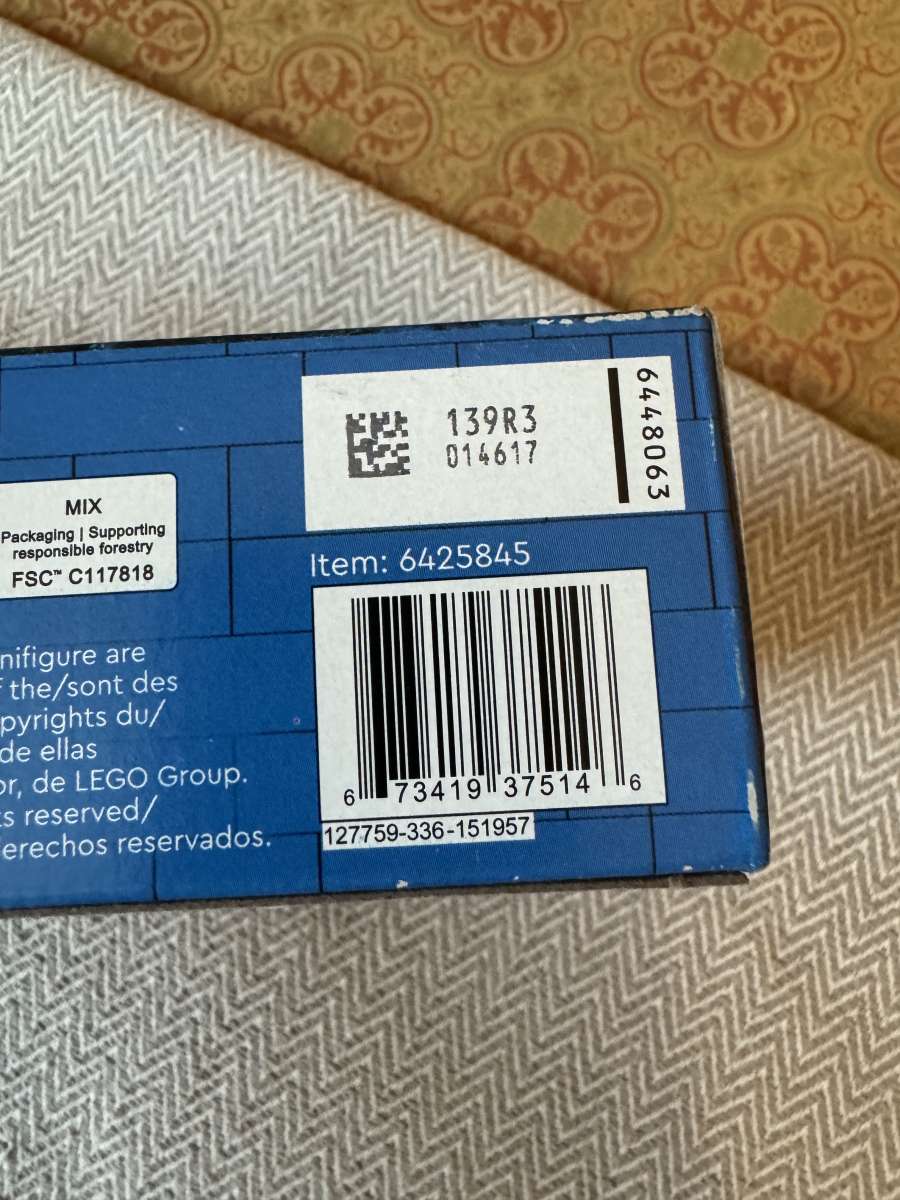 139R3
014617
6448063
MIX
Packaging | Supporting
responsible forestry
FSC™ C117818
Item: 6425845
6 73419 37514 6
127759-336-151957
nifigure are
f the/sont des
pyrights du/
de ellas
or, de LEGO Group.
ts reserved/
erechos reservados.